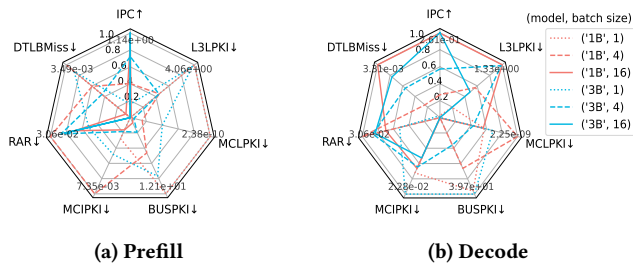 IPC↑
1.0
1.14e+00
0.8
0.6
0.4
0.2
DTLBMiss↓
3.49e-03
L3LPKI↓
4.06e+00
RAR↓
3.06e-02
MCLPKI↓
2.38e-10
MCIPKI↓
7.35e-03
BUSPKI↓
1.21e+01
(a) Prefill
IPC↑
1.0
2.61e-01
0.8
0.6
0.4
0.2
DTLBMiss↓
L3LPKI↓
1.33e+00
RAR↓
3.06e-02
MCLPKI↓
2.25e-09
MCIPKI↓
2.28e-02
BUSPKI↓
3.97e+01
(b) Decode
(model, batch size)
('1B', 1)
('1B', 4)
('1B', 16)
('3B', 1)
('3B', 4)
('3B', 16)